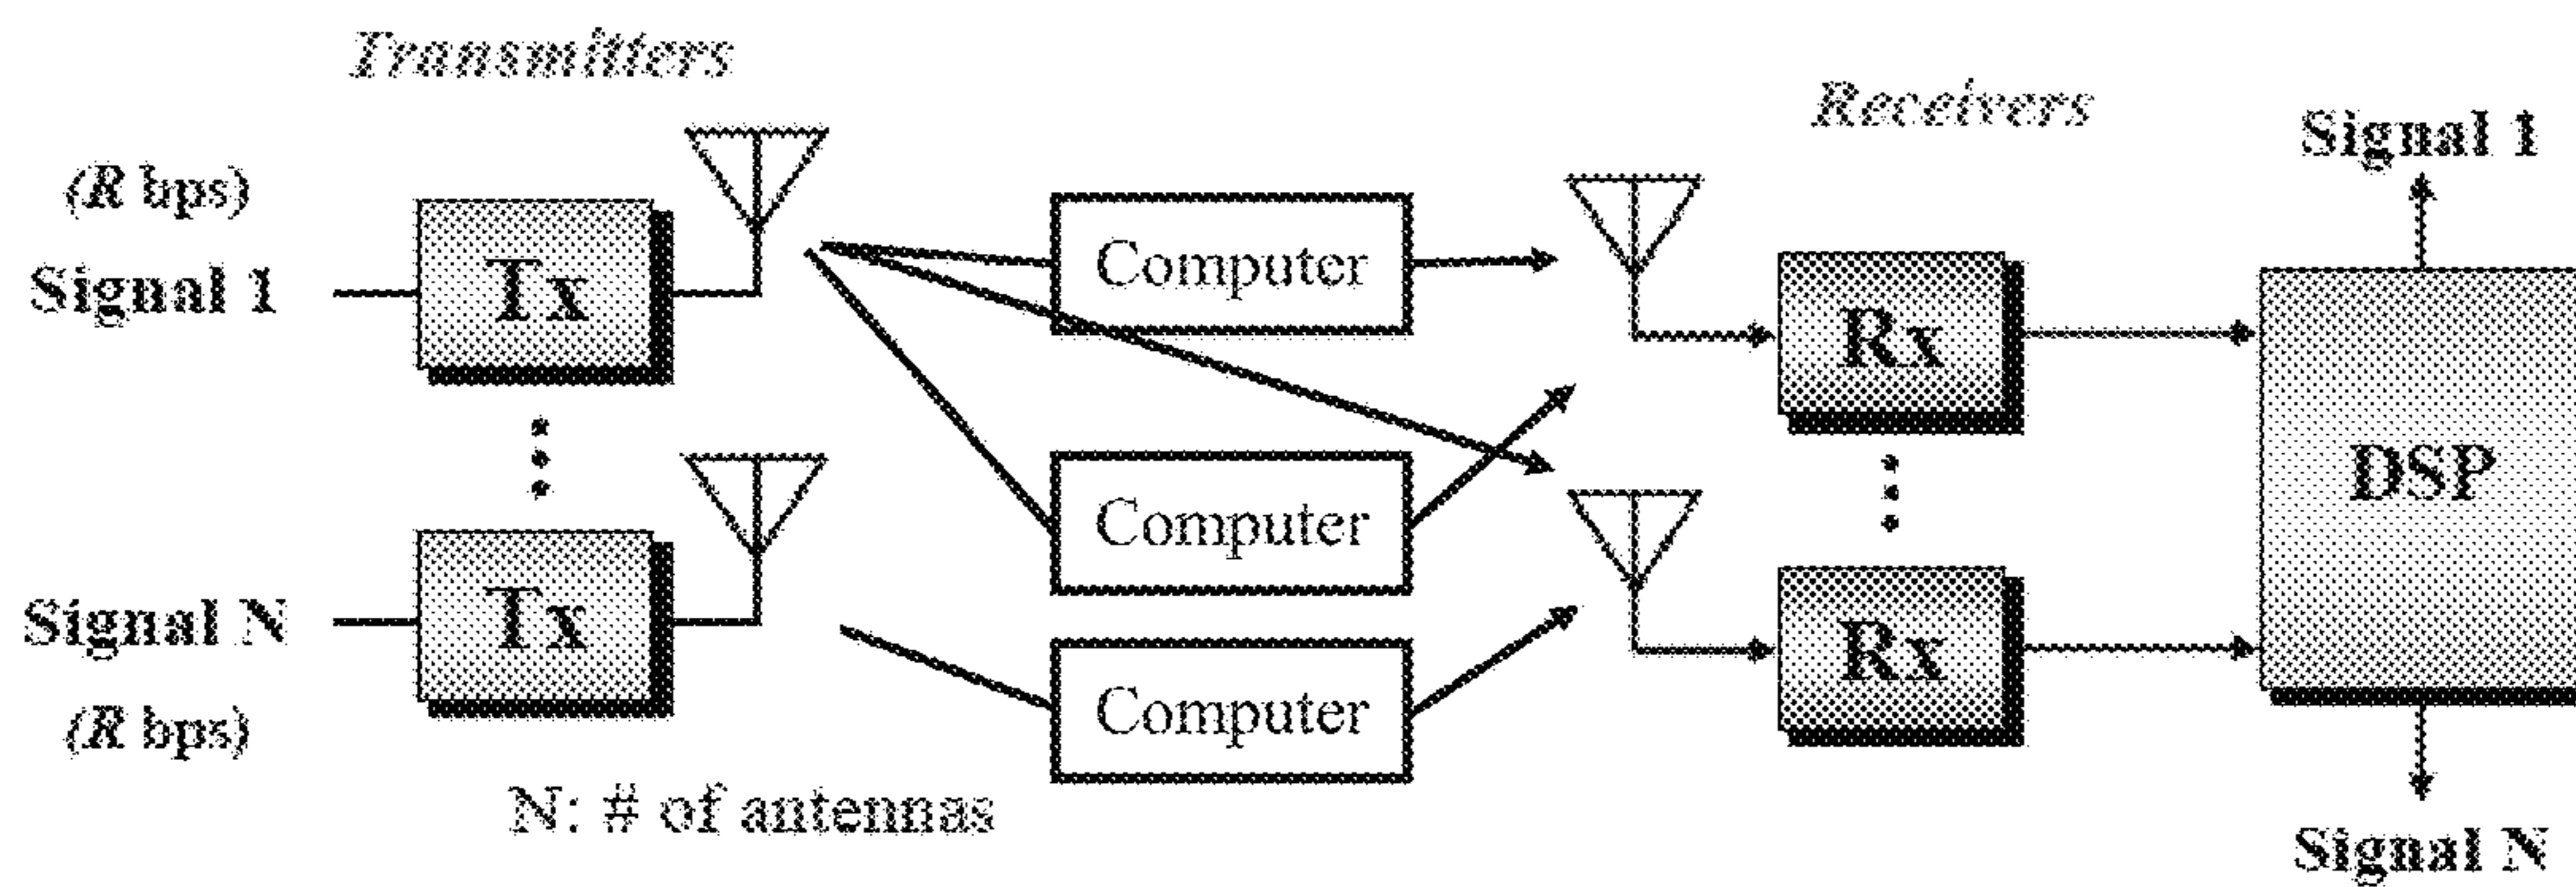 Transmitters
Receivers
Signal 1
(R bps)
Signal 1
Tx
Computer
Rx
DSP
Computer
Signal N
Tx
Rx
(R bps)
Computer
N: # of antennas
Signal N